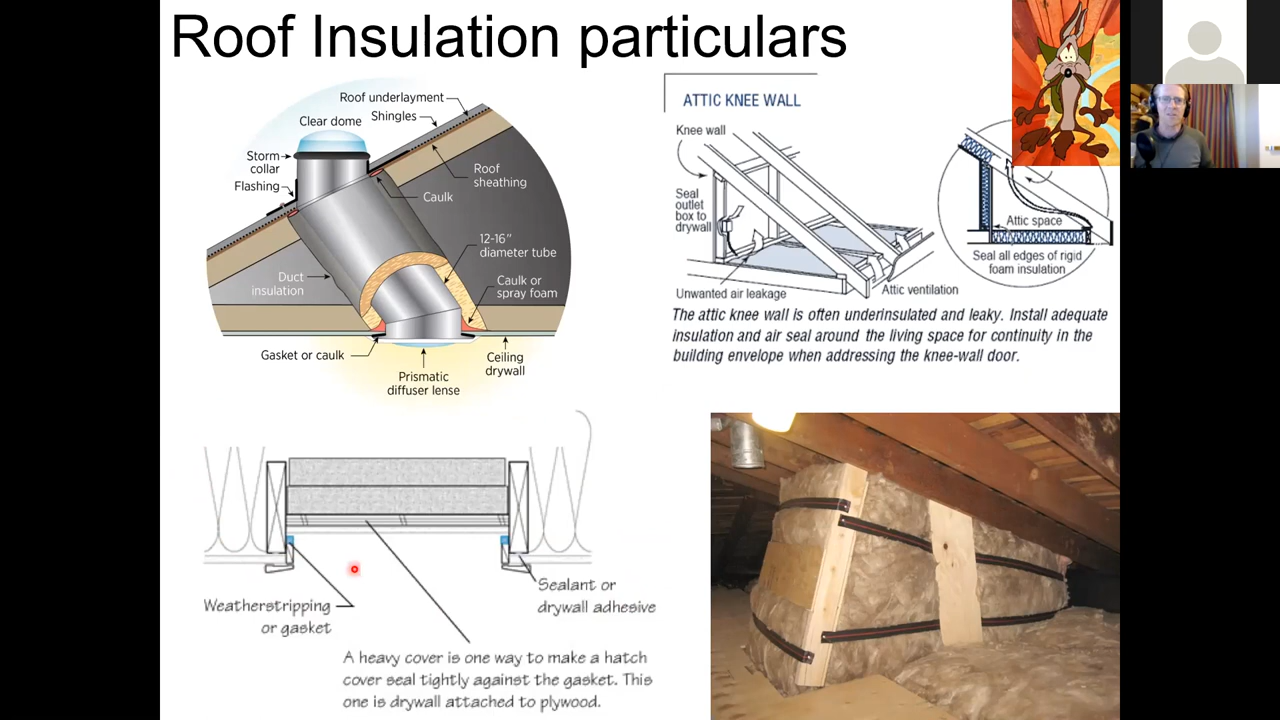 Roof Insulation particulars
Roof underlayment
Shingles
Clear dome
Storm
collar
Flashing
Roof
sheathing
Caulk
12-16"
diameter tube
Duct
insulation
Caulk or
spray foam
Gasket or caulk
Ceiling
drywall
Prismatic
diffuser lense
ATTIC KNEE WALL
Knee wall
Seal
outlet
box to
drywall
Unwanted air leakage
Attic ventilation
Attic space
Seal all edges of rigid
foam insulation
The attic knee wall is often underinsulated and leaky. Install adequate
insulation and air seal around the living space for continuity in the
building envelope when addressing the knee-wall door.
Weatherstripping
or gasket
Sealant or
drywall adhesive
A heavy cover is one way to make a hatch
cover seal tightly against the gasket. This
one is drywall attached to plywood.